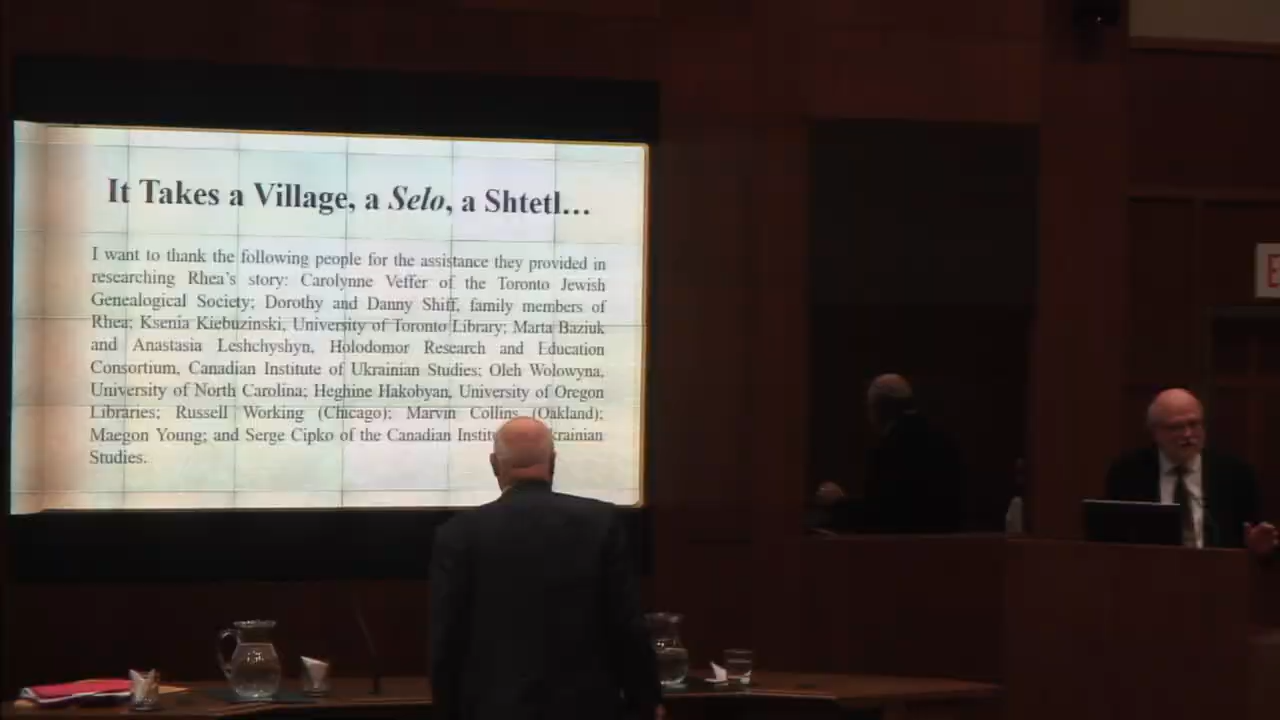 It Takes a Village, a Selo, a Shtetl...
I want to thank the following people for the assistance they provided in
researching Rhea's story: Carolynne Veffer of the Toronto Jewish
Genealogical Society; Dorothy and Danny Shiff, family members of
Rhea; Ksenia Kiebuzinski, University of Toronto Library; Marta Baziuk
and Anastasia Leshchyshyn, Holodomor Research and Education
Consortium, Canadian Institute of Ukrainian Studies; Oleh Wolowyna,
University of North Carolina; Heghine Hakobyan, University of Oregon
Libraries; Russell Working (Chicago); Marvin Collins (Oakland);
Maegon Young; and Serge Cipko of the Canadian
Studies.